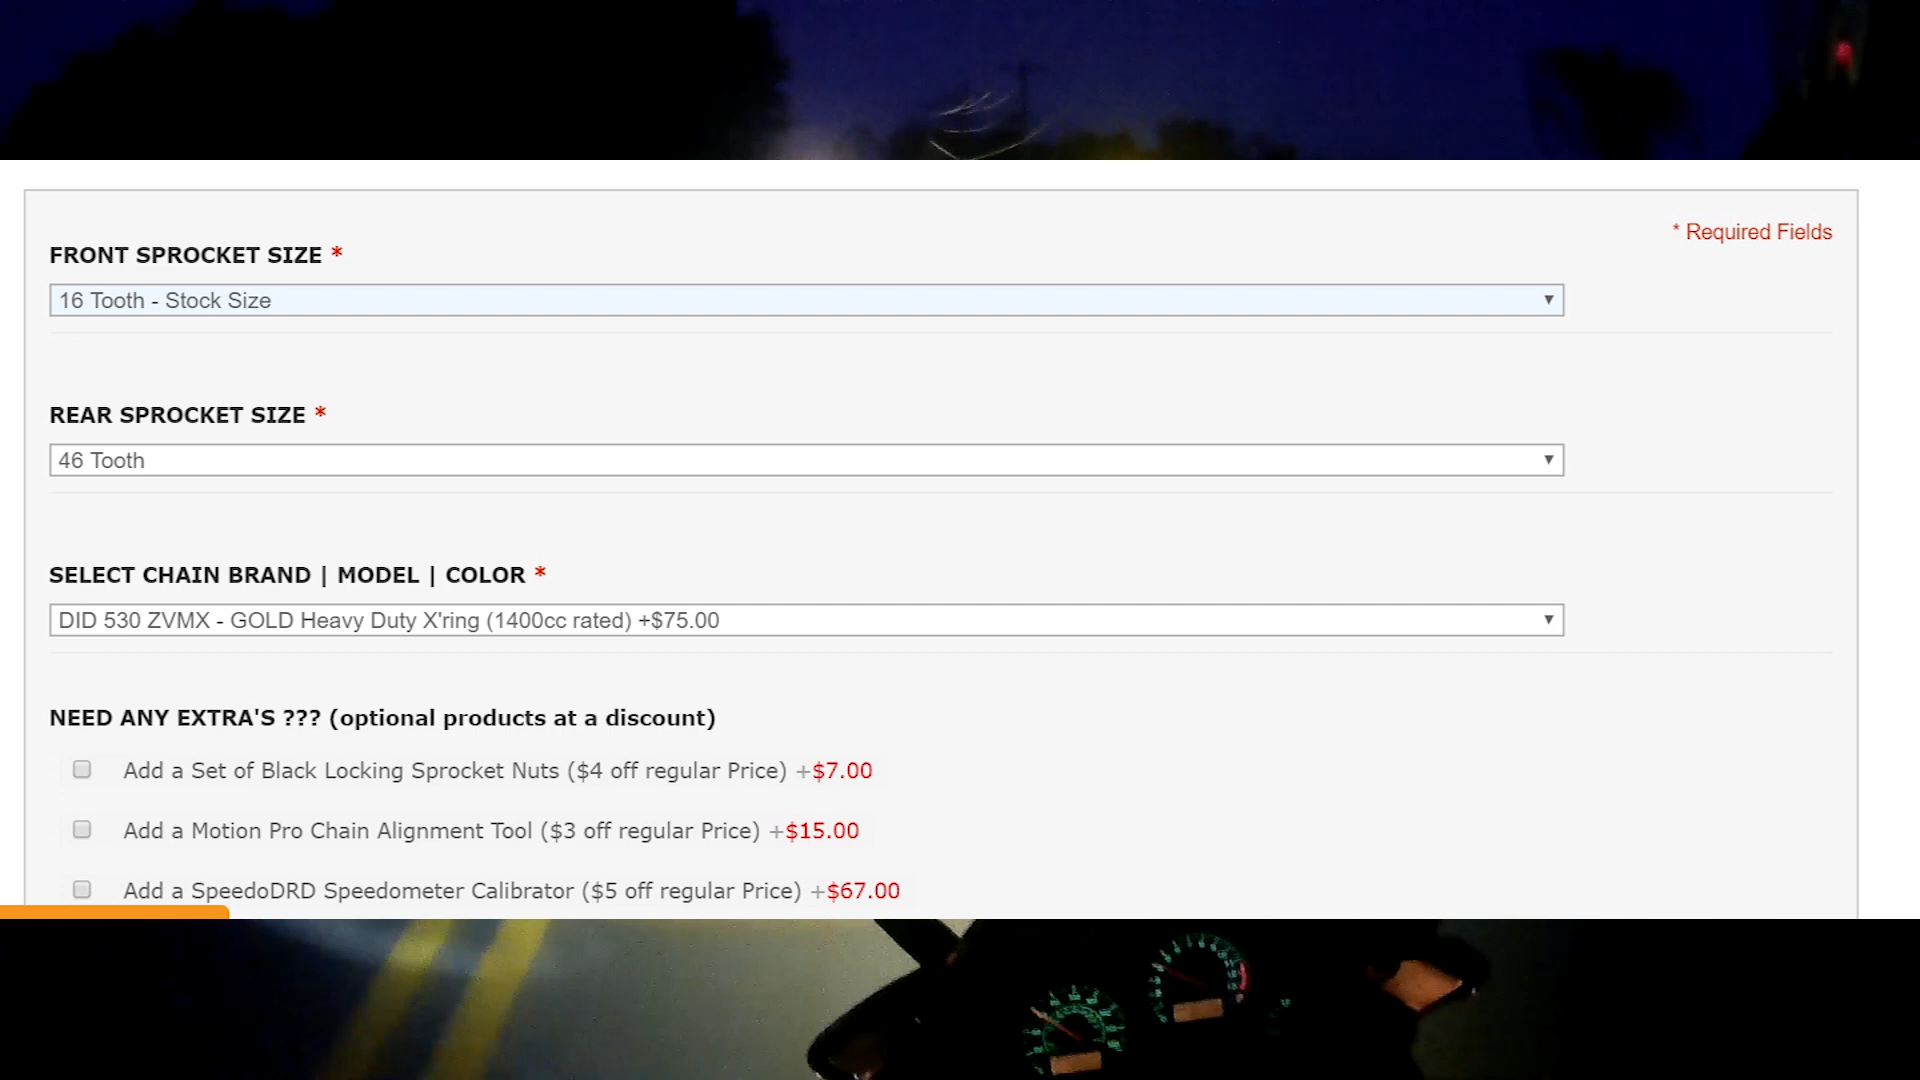 * Required Fields
FRONT SPROCKET SIZE *
16 Tooth - Stock Size
REAR SPROCKET SIZE *
46 Tooth
SELECT CHAIN BRAND | MODEL | COLOR *
DID 530 ZVMX - GOLD Heavy Duty X'ring (1400cc rated) +$75.00
NEED ANY EXTRA'S ??? (optional products at a discount)
Add a Set of Black Locking Sprocket Nuts ($4 off regular Price) +$7.00
Add a Motion Pro Chain Alignment Tool ($3 off regular Price) +$15.00
Add a SpeedoDRD Speedometer Calibrator ($5 off regular Price) +$67.00